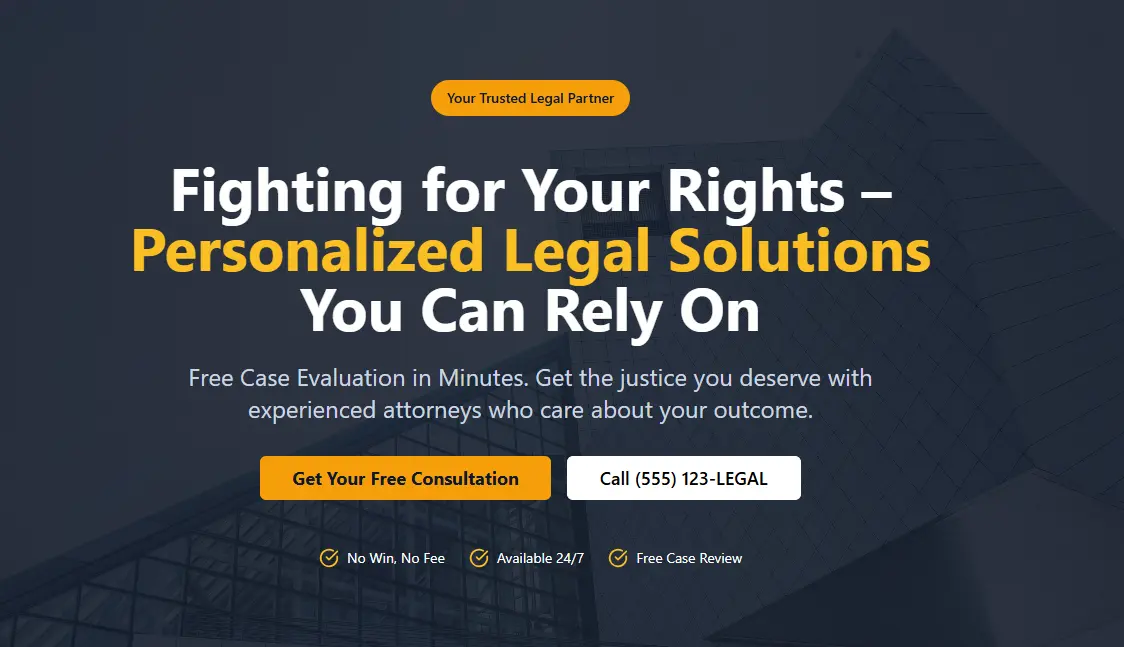 Your Trusted Legal Partner
Fighting for Your Rights –
Personalized Legal Solutions
You Can Rely On
Free Case Evaluation in Minutes. Get the justice you deserve with
experienced attorneys who care about your outcome.
Get Your Free Consultation
Call (555) 123-LEGAL
No Win, No Fee
Available 24/7
Free Case Review